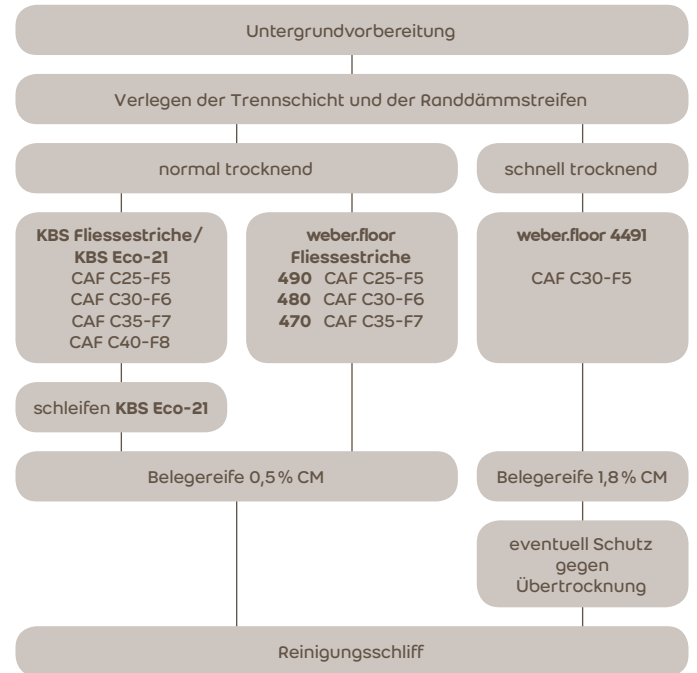 Untergrundvorbereitung
Verlegen der Trennschicht und der Randdämmstreifen
normal trocknend
schnell trocknend
KBS Fliessestriche/
KBS Eco-21
CAF C25-F5
CAF C30-F6
CAF C35-F7
CAF C40-F8
weber.floor
Fliessestriche
490 CAF C25-F5
480 CAF C30-F6
470 CAF C35-F7
weber.floor 4491
CAF C30-F5
schleifen KBS Eco-21
Belegereife 0,5 % CM
Belegereife 1,8 % CM
eventuell Schutz
gegen
Übertrocknung
Reinigungsschliff